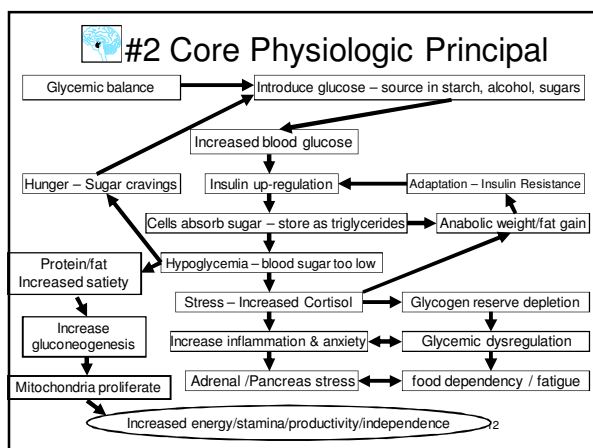 #2 Core Physiologic Principal
Glycemic balance
Introduce glucose – source in starch, alcohol, sugars
Increased blood glucose
Hunger – Sugar cravings
Insulin up-regulation
Adaptation – Insulin Resistance
Cells absorb sugar – store as triglycerides
Anabolic weight/fat gain
Protein/fat
Increased satiety
Hypoglycemia – blood sugar too low
Stress – Increased Cortisol
Glycogen reserve depletion
Increase
gluconeogenesis
Increase inflammation & anxiety
Glycemic dysregulation
Mitochondria proliferate
Adrenal /Pancreas stress
food dependency / fatigue
Increased energy/stamina/productivity/independence